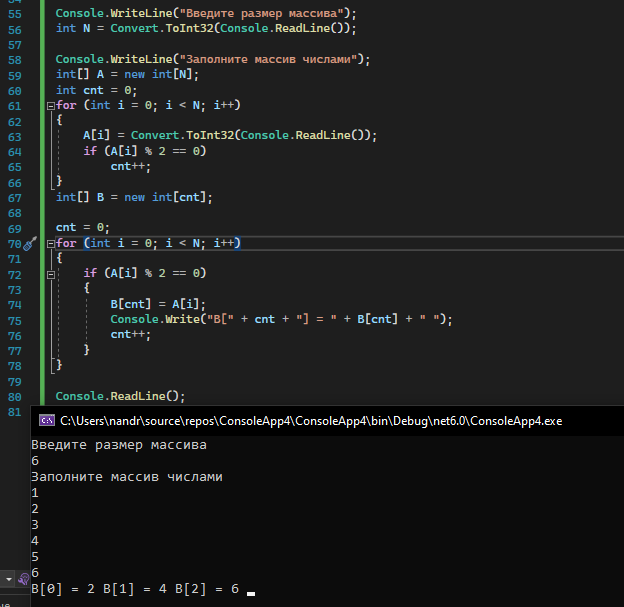 55 Console.WriteLine("Введите размер массива");
56 int N = Convert.ToInt32(Console.ReadLine());
57
58 Console.WriteLine("Заполните массив числами");
59 int[] A = new int[N];
60 int cnt = 0;
61 for (int i = 0; i < N; i++)
62 {
63 A[i] = Convert.ToInt32(Console.ReadLine());
64 if (A[i] % 2 == 0)
65 cnt++;
66 }
67 int[] B = new int[cnt];
68
69 cnt = 0;
70 for (int i = 0; i < N; i++)
71 {
72 if (A[i] % 2 == 0)
73 {
74 B[cnt] = A[i];
75 Console.Write("B[" + cnt + "] = " + B[cnt] + " ");
76 cnt++;
77 }
78 }
79
80 Console.ReadLine();
81
C:\Users\nandr\source\repos\ConsoleApp4\ConsoleApp4\bin\Debug\net6.0\ConsoleApp4.exe
Введите размер массива
6
Заполните массив числами
1
2
3
4
5
6
B[0] = 2 B[1] = 4 B[2] = 6